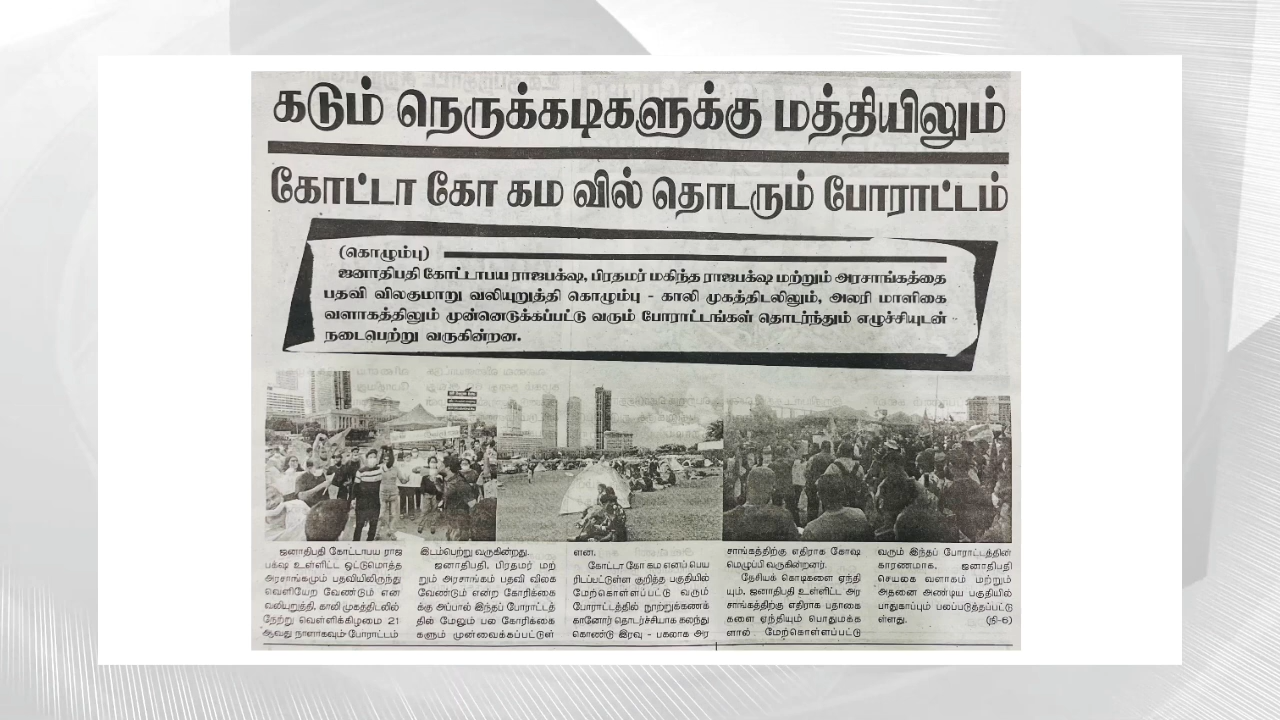 கடும் நெருக்கடிகளுக்கு மத்தியிலும்
கோட்டா கோ கம வில் தொடரும் போராட்டம்
(கொழும்பு)
ஜனாதிபதி கோட்டாபய ராஜபக்ஷ, பிரதமர் மகிந்த ராஜபக்ஷ மற்றும் அரசாங்கத்தை
பதவி விலகுமாறு வலியுறுத்தி கொழும்பு - காலி முகத்திடலிலும், அலரி மாளிகை
வளாகத்திலும் முன்னெடுக்கப்பட்டு வரும் போராட்டங்கள் தொடர்ந்தும் எழுச்சியுடன்
நடைபெற்று வருகின்றன.
ஜனாதிபதி கோட்டாபய ராஜ
பக்ஷ உள்ளிட்ட ஒட்டுமொத்த
அரசாங்கமும் பதவியிலிருந்து
வெளியேற வேண்டும் என
வலியுறுத்தி, காலி முகத்திடலில்
நேற்று வெள்ளிக்கிழமை 21
ஆவது நாளாகவும் போராட்டம்
இடம்பெற்று வருகின்றது.
ஜனாதிபதி, பிரதமர் மற்
றும் அரசாங்கம் பதவி விலக
வேண்டும் என்ற கோரிக்கை
க்கு அப்பால் இந்தப் போராட்டத்
தில் மேலும் பல கோரிக்கை
களும் முன்வைக்கப்பட்டுள்
ளன.
கோட்டா கோ கம எனப் பெய
ரிடப்பட்டுள்ள குறித்த பகுதியில்
மேற்கொள்ளப்பட்டு வரும்
போராட்டத்தில் நூற்றுக்கணக்
கானோர் தொடர்ச்சியாக கலந்து
கொண்டு இரவு - பகலாக அர
சாங்கத்திற்கு எதிராக கோஷ
மெழுப்பி வருகின்றனர்.
தேசியக் கொடிகளை ஏந்தி
யும், ஜனாதிபதி உள்ளிட்ட அர
சாங்கத்திற்கு எதிராக பதாகை
களை ஏந்தியும் பொதுமக்க
ளால் மேற்கொள்ளப்பட்டு
வரும் இந்தப் போராட்டத்தின்
காரணமாக, ஜனாதிபதி
செயலக வளாகம் மற்றும்
அதனை அண்டிய பகுதியில்
பாதுகாப்பும் பலப்படுத்தப்பட்டு
ள்ளது. (நி-6)